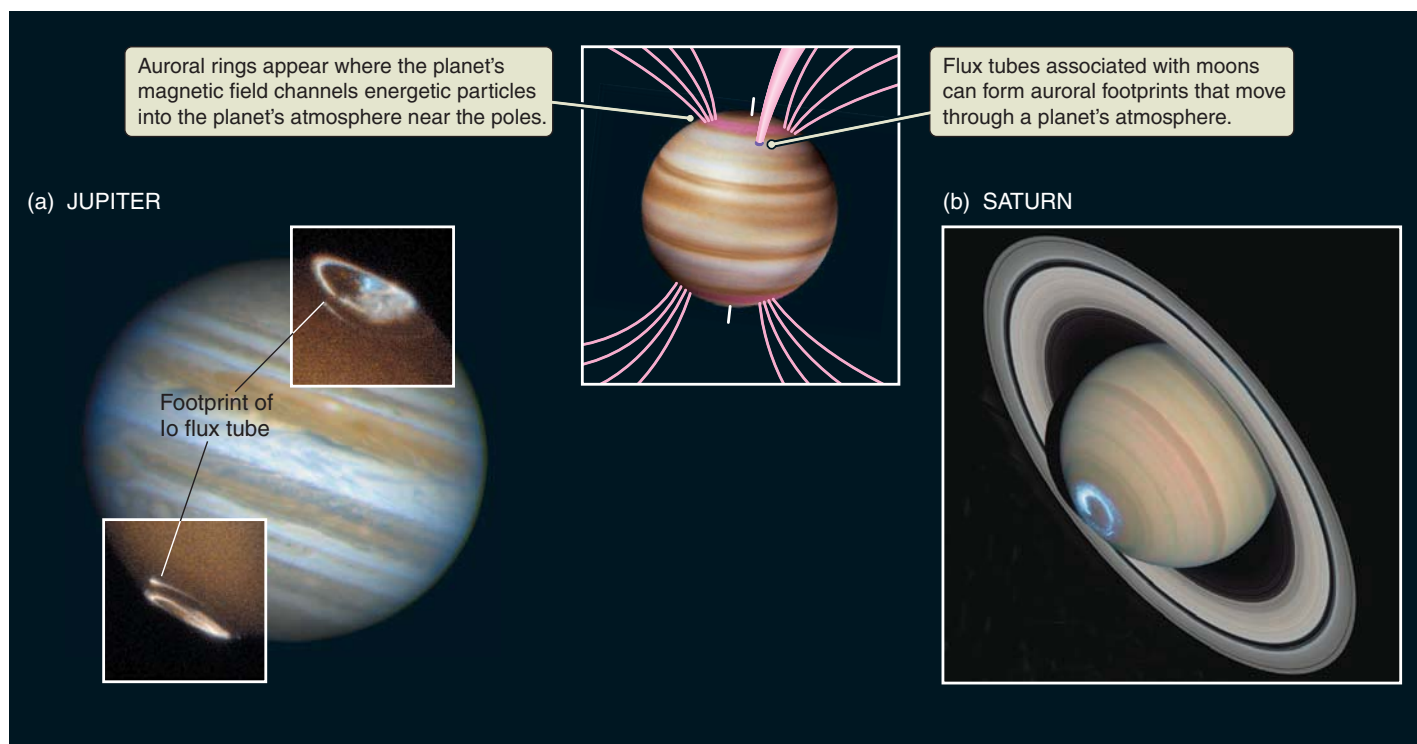 Auroral rings appear where the planet's
magnetic field channels energetic particles
into the planet's atmosphere near the poles.
Flux tubes associated with moons
can form auroral footprints that move
through a planet's atmosphere.
(a) JUPITER
(b) SATURN
Footprint of
Io flux tube